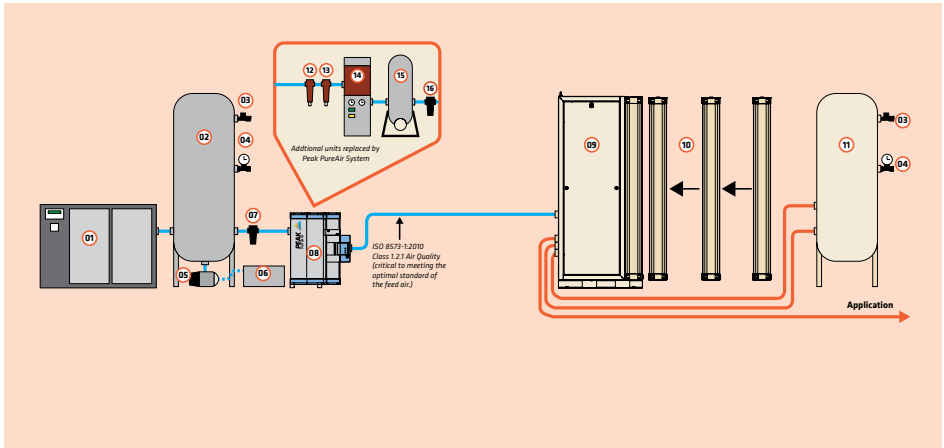 12
13
14
15
16
Addtional units replaced by
Peak PureAir System
03
02
04
01
07
PEAK
08
05
06
ISO 8573-1:2010
Class 1.2.1 Air Quality
(critical to meeting the
optimal standard of
the feed air.)
09
10
11
03
04
Application